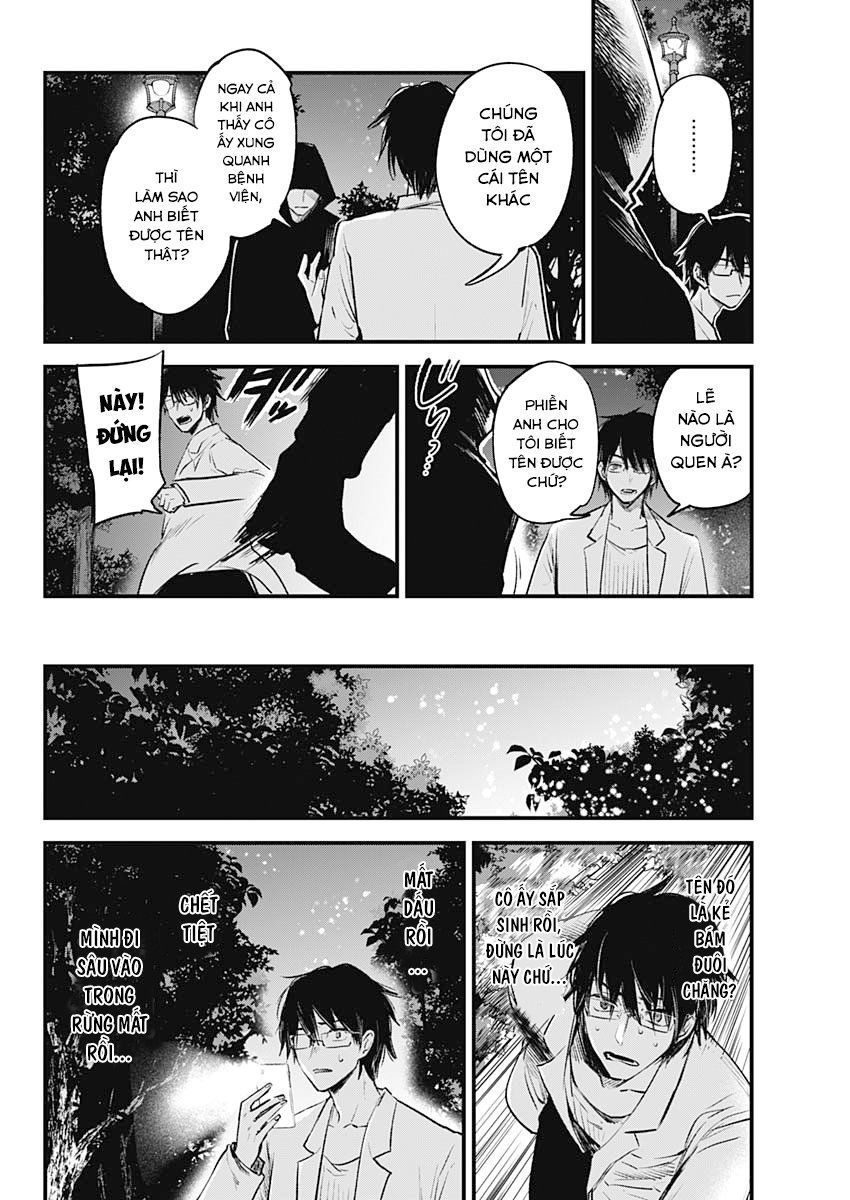 .........
CHÚNG
TÔI ĐÃ
DÙNG MỘT
CÁI TÊN
KHÁC
NGAY CẢ
KHI ANH
THẤY CÔ
ẤY XUNG
QUANH
BỆNH
VIỆN,
THÌ
LÀM SAO
ANH BIẾT
ĐƯỢC TÊN
THẬT?
LẼ
NÀO LÀ
NGƯỜI
QUEN À?
PHIỀN
ANH CHO
TÔI BIẾT
TÊN ĐƯỢC
CHỨ?
NÀY!
ĐỨNG
LẠI!
TÊN ĐÓ
LÀ KẺ
BÁM
ĐUÔI
CHĂNG?
CÔ ẤY SẮP
SINH RỒI,
ĐỪNG LÀ LÚC
NÀY CHỨ...
MẤT
DẤU RỒI
...
CHẾT
TIỆT
MÌNH ĐI
SÂU VÀO
TRONG
RỪNG MẤT
RỒI...